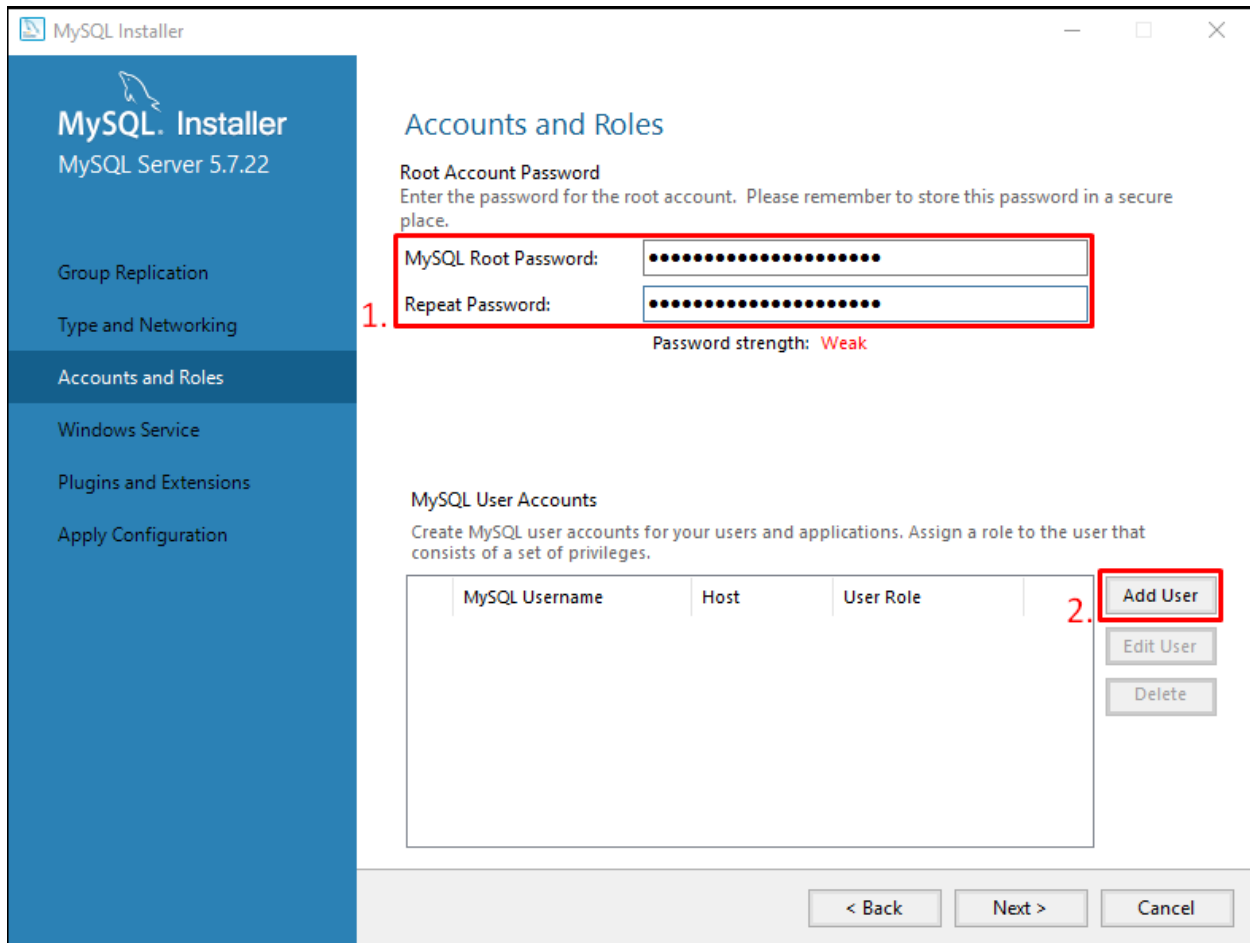 MySQL Installer
MySQL. Installer
MySQL Server 5.7.22
Group Replication
Type and Networking
Accounts and Roles
Windows Service
Plugins and Extensions
Apply Configuration
Accounts and Roles
Root Account Password
Enter the password for the root account. Please remember to store this password in a secure
place.
1.
MySQL Root Password: ●●●●●●●●●●●●●●●●●●●●●
Repeat Password: ●●●●●●●●●●●●●●●●●●●●●
Password strength: Weak
MySQL User Accounts
Create MySQL user accounts for your users and applications. Assign a role to the user that
consists of a set of privileges.
MySQL Username Host User Role
2.
Add User
Edit User
Delete
< Back Next > Cancel